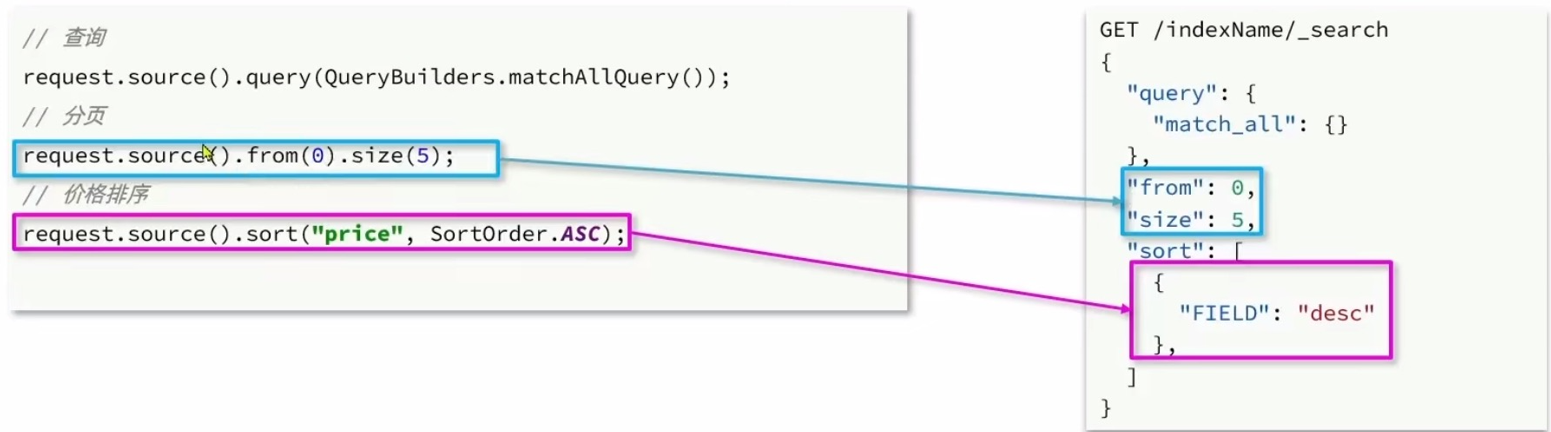 // 查询
request.source().query(QueryBuilders.matchAllQuery());
// 分页
request.source().from(0).size(5);
// 价格排序
request.source().sort("price", SortOrder.ASC);
GET /indexName/_search
{
  "query": {
    "match_all": {}
  },
  "from": 0,
  "size": 5,
  "sort": [
    {
      "FIELD": "desc"
    },
  ]
}